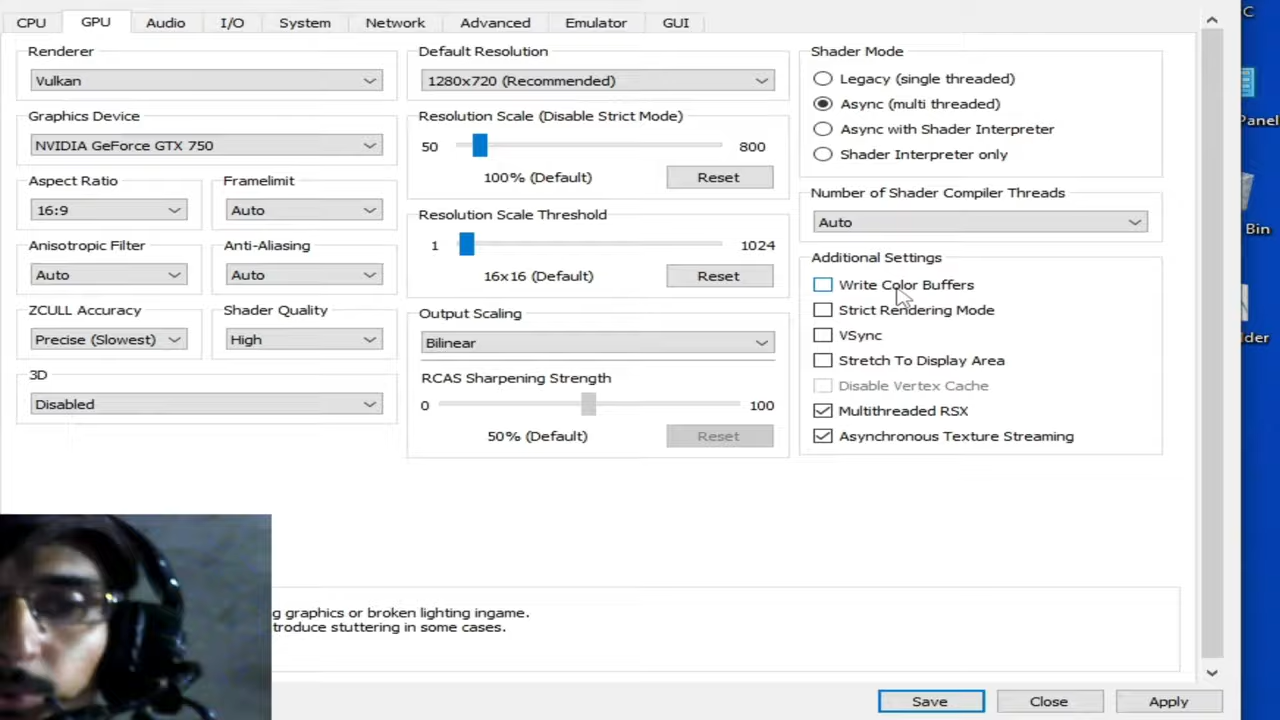 CPU GPU Audio I/O System Network Advanced Emulator GUI
Renderer
Vulkan
Graphics Device
NVIDIA GeForce GTX 750
Aspect Ratio Framelimit
16:9 Auto
Anisotropic Filter Anti-Aliasing
Auto Auto
ZCULL Accuracy Shader Quality
Precise (Slowest) High
3D
Disabled
Default Resolution
1280x720 (Recommended)
Resolution Scale (Disable Strict Mode)
50 800
100% (Default) Reset
Resolution Scale Threshold
1 1024
16x16 (Default) Reset
Output Scaling
Bilinear
RCAS Sharpening Strength
0 100
50% (Default) Reset
Shader Mode
Legacy (single threaded)
Async (multi threaded)
Async with Shader Interpreter
Shader Interpreter only
Number of Shader Compiler Threads
Auto
Additional Settings
Write Color Buffers
Strict Rendering Mode
VSync
Stretch To Display Area
Disable Vertex Cache
Multithreaded RSX
Asynchronous Texture Streaming
g graphics or broken lighting ingame.
troduce stuttering in some cases.
Save Close Apply
C
Panel
Bin
lder